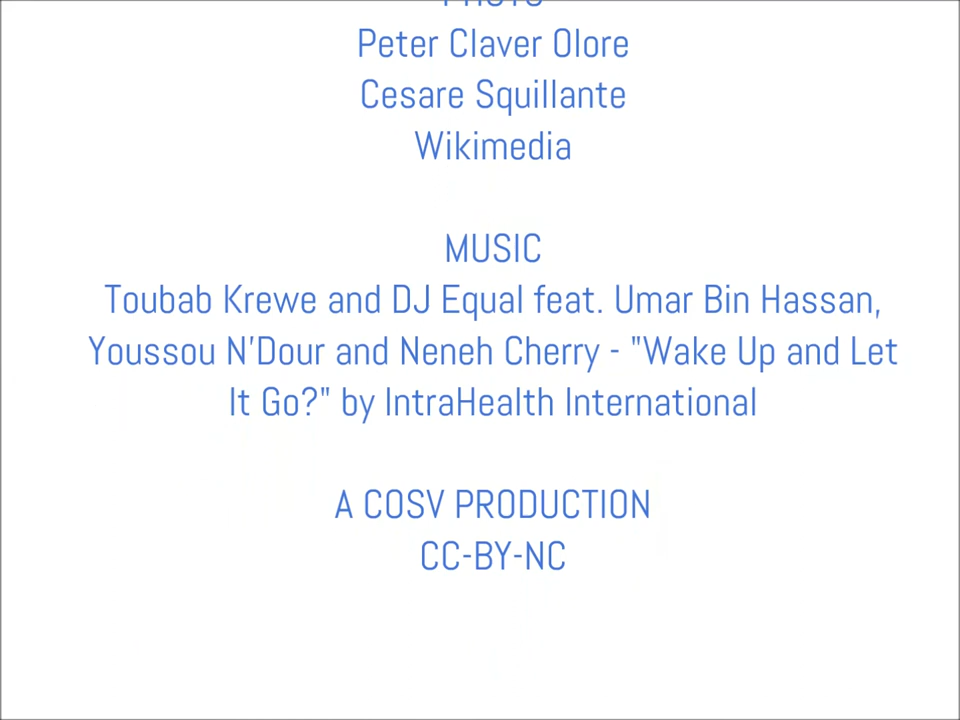 PHOTO
Peter Claver Olore
Cesare Squillante
Wikimedia
MUSIC
Toubab Krewe and DJ Equal feat. Umar Bin Hassan,
Youssou N'Dour and Neneh Cherry - "Wake Up and Let
It Go?" by IntraHealth International
A COSV PRODUCTION
CC-BY-NC